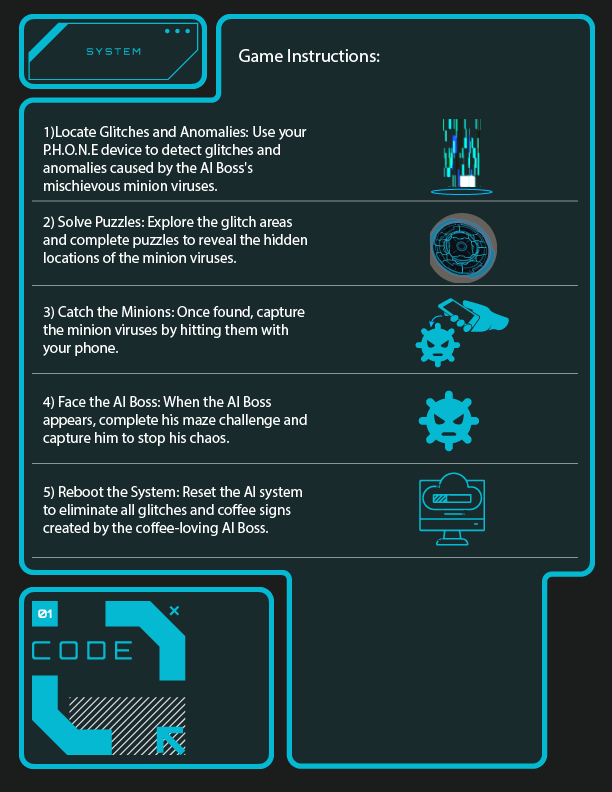 SYSTEM
Game Instructions:
1)Locate Glitches and Anomalies: Use your
P.H.O.N.E device to detect glitches and
anomalies caused by the AI Boss's
mischievous minion viruses.
2) Solve Puzzles: Explore the glitch areas
and complete puzzles to reveal the hidden
locations of the minion viruses.
3) Catch the Minions: Once found, capture
the minion viruses by hitting them with
your phone.
4) Face the AI Boss: When the AI Boss
appears, complete his maze challenge and
capture him to stop his chaos.
5) Reboot the System: Reset the AI system
to eliminate all glitches and coffee signs
created by the coffee-loving AI Boss.
01
CODE